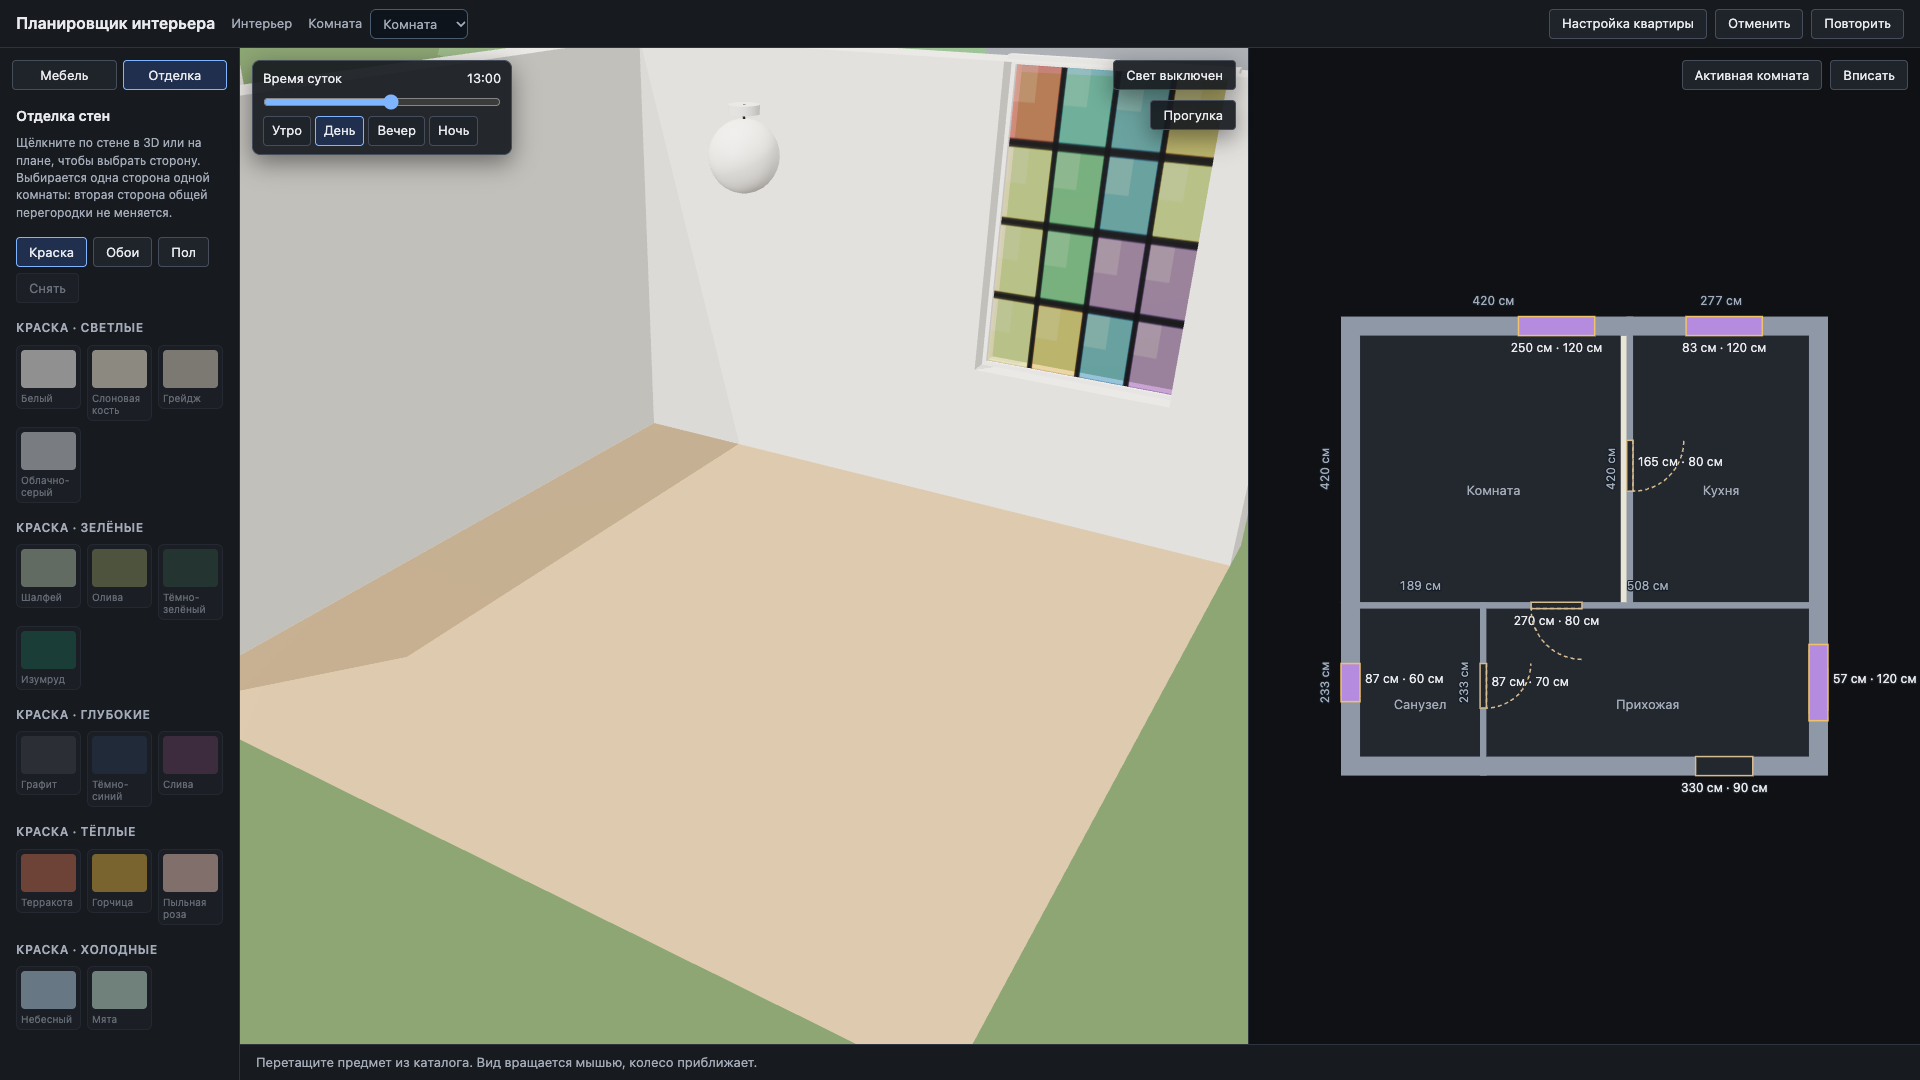 Планировщик интерьера
Интерьер
Комната
Комната
Настройка квартиры
Отменить
Повторить
Мебель
Отделка
Отделка стен
Щёлкните по стене в 3D или на
плане, чтобы выбрать сторону.
Выбирается одна сторона одной
комнаты: вторая сторона общей
перегородки не меняется.
Краска
Обои
Пол
Снять
КРАСКА · СВЕТЛЫЕ
Белый
Слоновая
кость
Грейдж
Облачно-
серый
КРАСКА · ЗЕЛЁНЫЕ
Шалфей
Олива
Тёмно-
зелёный
Изумруд
КРАСКА · ГЛУБОКИЕ
Графит
Тёмно-
синий
Слива
КРАСКА · ТЁПЛЫЕ
Терракота
Горчица
Пыльная
роза
КРАСКА · ХОЛОДНЫЕ
Небесный
Мята
Время суток
13:00
Утро
День
Вечер
Ночь
Свет выключен
Прогулка
Активная комната
Вписать
420 см
277 см
250 см · 120 см
83 см · 120 см
420 см
420 см
165 см · 80 см
Комната
Кухня
189 см
508 см
270 см · 80 см
233 см
87 см · 60 см
233 см
87 см · 70 см
57 см · 120 см
Санузел
Прихожая
330 см · 90 см
Перетащите предмет из каталога. Вид вращается мышью, колесо приближает.